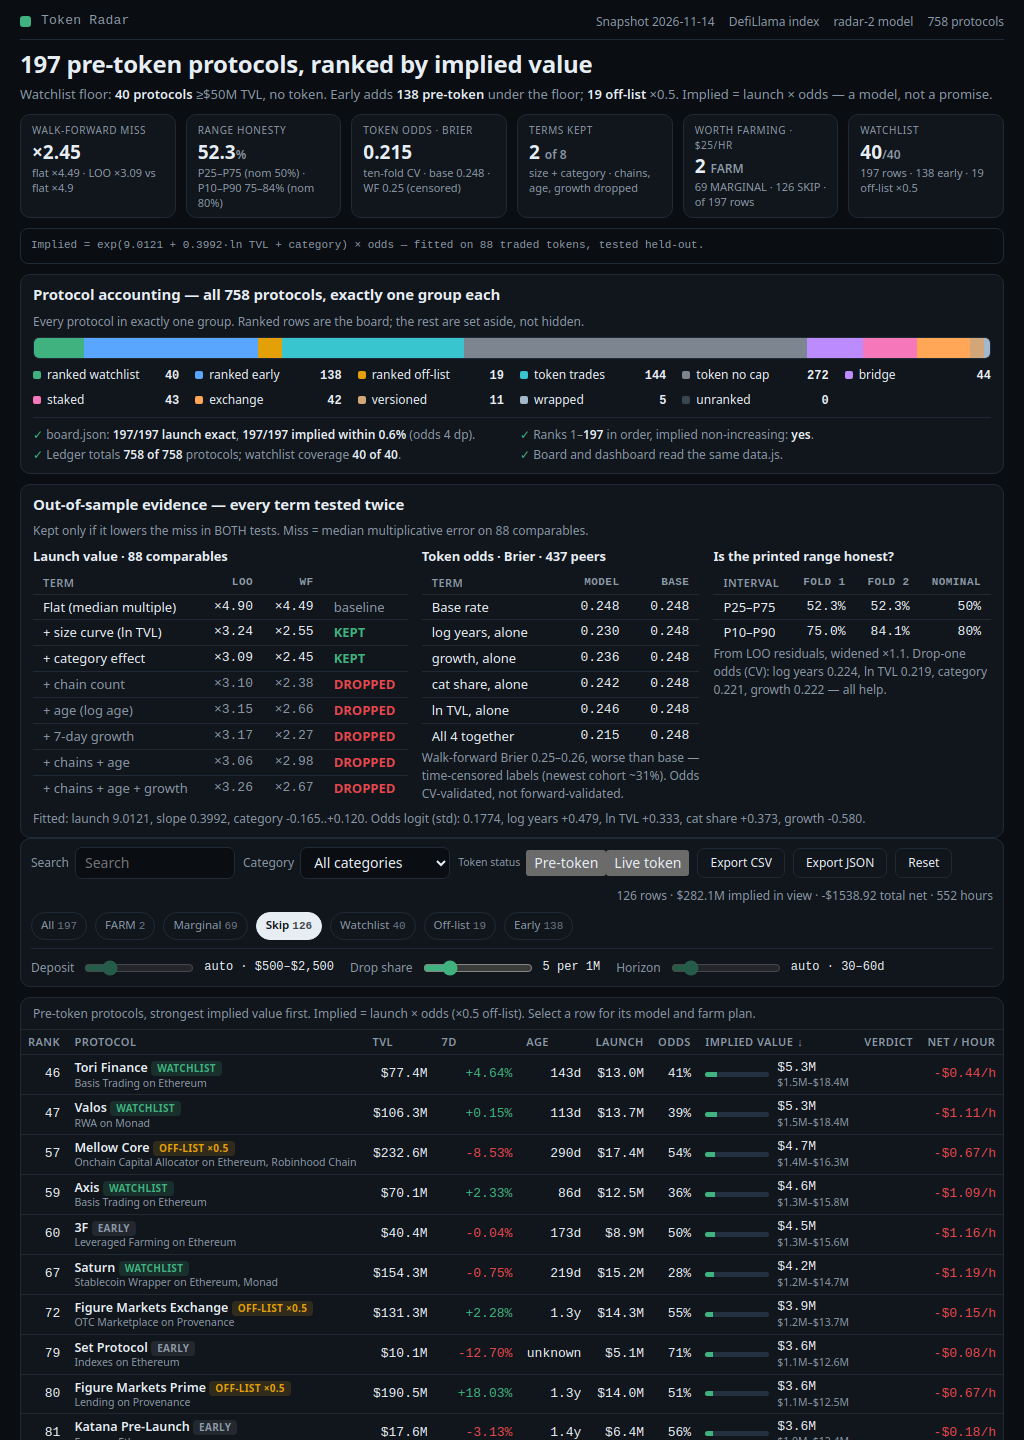 Token Radar
Snapshot 2026-11-14 DefiLlama index radar-2 model 758 protocols
197 pre-token protocols, ranked by implied value
Watchlist floor: 40 protocols ≥$50M TVL, no token. Early adds 138 pre-token under the floor; 19 off-list ×0.5. Implied = launch × odds — a model, not a promise.
WALK-FORWARD MISS
×2.45
flat ×4.49 · LOO ×3.09 vs
flat ×4.9
RANGE HONESTY
52.3%
P25–P75 (nom 50%) ·
P10–P90 75–84% (nom
80%)
TOKEN ODDS · BRIER
0.215
ten-fold CV · base 0.248 ·
WF 0.25 (censored)
TERMS KEPT
2 of 8
size + category · chains,
age, growth dropped
WORTH FARMING ·
$25/HR
2 FARM
69 MARGINAL · 126 SKIP ·
of 197 rows
WATCHLIST
40/40
197 rows · 138 early · 19
off-list ×0.5
Implied = exp(9.0121 + 0.3992·ln TVL + category) × odds — fitted on 88 traded tokens, tested held-out.
Protocol accounting — all 758 protocols, exactly one group each
Every protocol in exactly one group. Ranked rows are the board; the rest are set aside, not hidden.
ranked watchlist 40 ranked early 138 ranked off-list 19 token trades 144 token no cap 272 bridge 44
staked 43 exchange 42 versioned 11 wrapped 5 unranked 0
✓ board.json: 197/197 launch exact, 197/197 implied within 0.6% (odds 4 dp). ✓ Ranks 1–197 in order, implied non-increasing: yes.
✓ Ledger totals 758 of 758 protocols; watchlist coverage 40 of 40. ✓ Board and dashboard read the same data.js.
Out-of-sample evidence — every term tested twice
Kept only if it lowers the miss in BOTH tests. Miss = median multiplicative error on 88 comparables.
Launch value · 88 comparables
TERM LOO WF
Flat (median multiple) ×4.90 ×4.49 baseline
+ size curve (ln TVL) ×3.24 ×2.55 KEPT
+ category effect ×3.09 ×2.45 KEPT
+ chain count ×3.10 ×2.38 DROPPED
+ age (log age) ×3.15 ×2.66 DROPPED
+ 7-day growth ×3.17 ×2.27 DROPPED
+ chains + age ×3.06 ×2.98 DROPPED
+ chains + age + growth ×3.26 ×2.67 DROPPED
Token odds · Brier · 437 peers
TERM MODEL BASE
Base rate 0.248 0.248
log years, alone 0.230 0.248
growth, alone 0.236 0.248
cat share, alone 0.242 0.248
ln TVL, alone 0.246 0.248
All 4 together 0.215 0.248
Walk-forward Brier 0.25–0.26, worse than base —
time-censored labels (newest cohort ~31%). Odds
CV-validated, not forward-validated.
Is the printed range honest?
INTERVAL FOLD 1 FOLD 2 NOMINAL
P25–P75 52.3% 52.3% 50%
P10–P90 75.0% 84.1% 80%
From LOO residuals, widened ×1.1. Drop-one
odds (CV): log years 0.224, ln TVL 0.219, category
0.221, growth 0.222 — all help.
Fitted: launch 9.0121, slope 0.3992, category -0.165..+0.120. Odds logit (std): 0.1774, log years +0.479, ln TVL +0.333, cat share +0.373, growth -0.580.
Search Search Category All categories Token status Pre-token Live token Export CSV Export JSON Reset
126 rows · $282.1M implied in view · -$1538.92 total net · 552 hours
All 197 FARM 2 Marginal 69 Skip 126 Watchlist 40 Off-list 19 Early 138
Deposit auto · $500–$2,500 Drop share 5 per 1M Horizon auto · 30–60d
Pre-token protocols, strongest implied value first. Implied = launch × odds (×0.5 off-list). Select a row for its model and farm plan.
RANK PROTOCOL TVL 7D AGE LAUNCH ODDS IMPLIED VALUE ↓ VERDICT NET / HOUR
46 Tori Finance WATCHLIST $77.4M +4.64% 143d $13.0M 41% $5.3M -$0.44/h
Basis Trading on Ethereum $1.5M–$18.4M
47 Valos WATCHLIST $106.3M +0.15% 113d $13.7M 39% $5.3M -$1.11/h
RWA on Monad $1.5M–$18.4M
57 Mellow Core OFF-LIST ×0.5 $232.6M -8.53% 290d $17.4M 54% $4.7M -$0.67/h
Onchain Capital Allocator on Ethereum, Robinhood Chain $1.4M–$16.3M
59 Axis WATCHLIST $70.1M +2.33% 86d $12.5M 36% $4.6M -$1.09/h
Basis Trading on Ethereum $1.3M–$15.8M
60 3F EARLY $40.4M -0.04% 173d $8.9M 50% $4.5M -$1.16/h
Leveraged Farming on Ethereum $1.3M–$15.6M
67 Saturn WATCHLIST $154.3M -0.75% 219d $15.2M 28% $4.2M -$1.19/h
Stablecoin Wrapper on Ethereum, Monad $1.2M–$14.7M
72 Figure Markets Exchange OFF-LIST ×0.5 $131.3M +2.28% 1.3y $14.3M 55% $3.9M -$0.15/h
OTC Marketplace on Provenance $1.2M–$13.7M
79 Set Protocol EARLY $10.1M -12.70% unknown $5.1M 71% $3.6M -$0.08/h
Indexes on Ethereum $1.1M–$12.6M
80 Figure Markets Prime OFF-LIST ×0.5 $190.5M +18.03% 1.3y $14.0M 51% $3.6M -$0.67/h
Lending on Provenance $1.1M–$12.5M
81 Katana Pre-Launch EARLY $17.6M -3.13% 1.4y $6.4M 56% $3.6M -$0.18/h